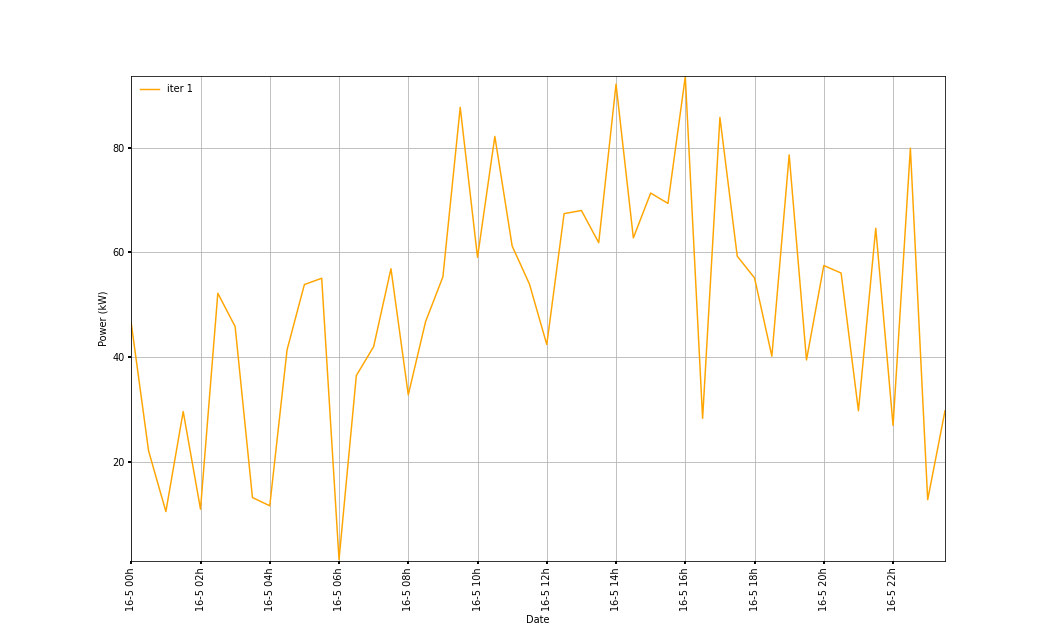 iter 1
80
60
40
20
Power (kW)
16-5 00h
16-5 02h
16-5 04h
16-5 06h
16-5 08h
16-5 10h
16-5 12h
16-5 14h
16-5 16h
16-5 18h
16-5 20h
16-5 22h
Date